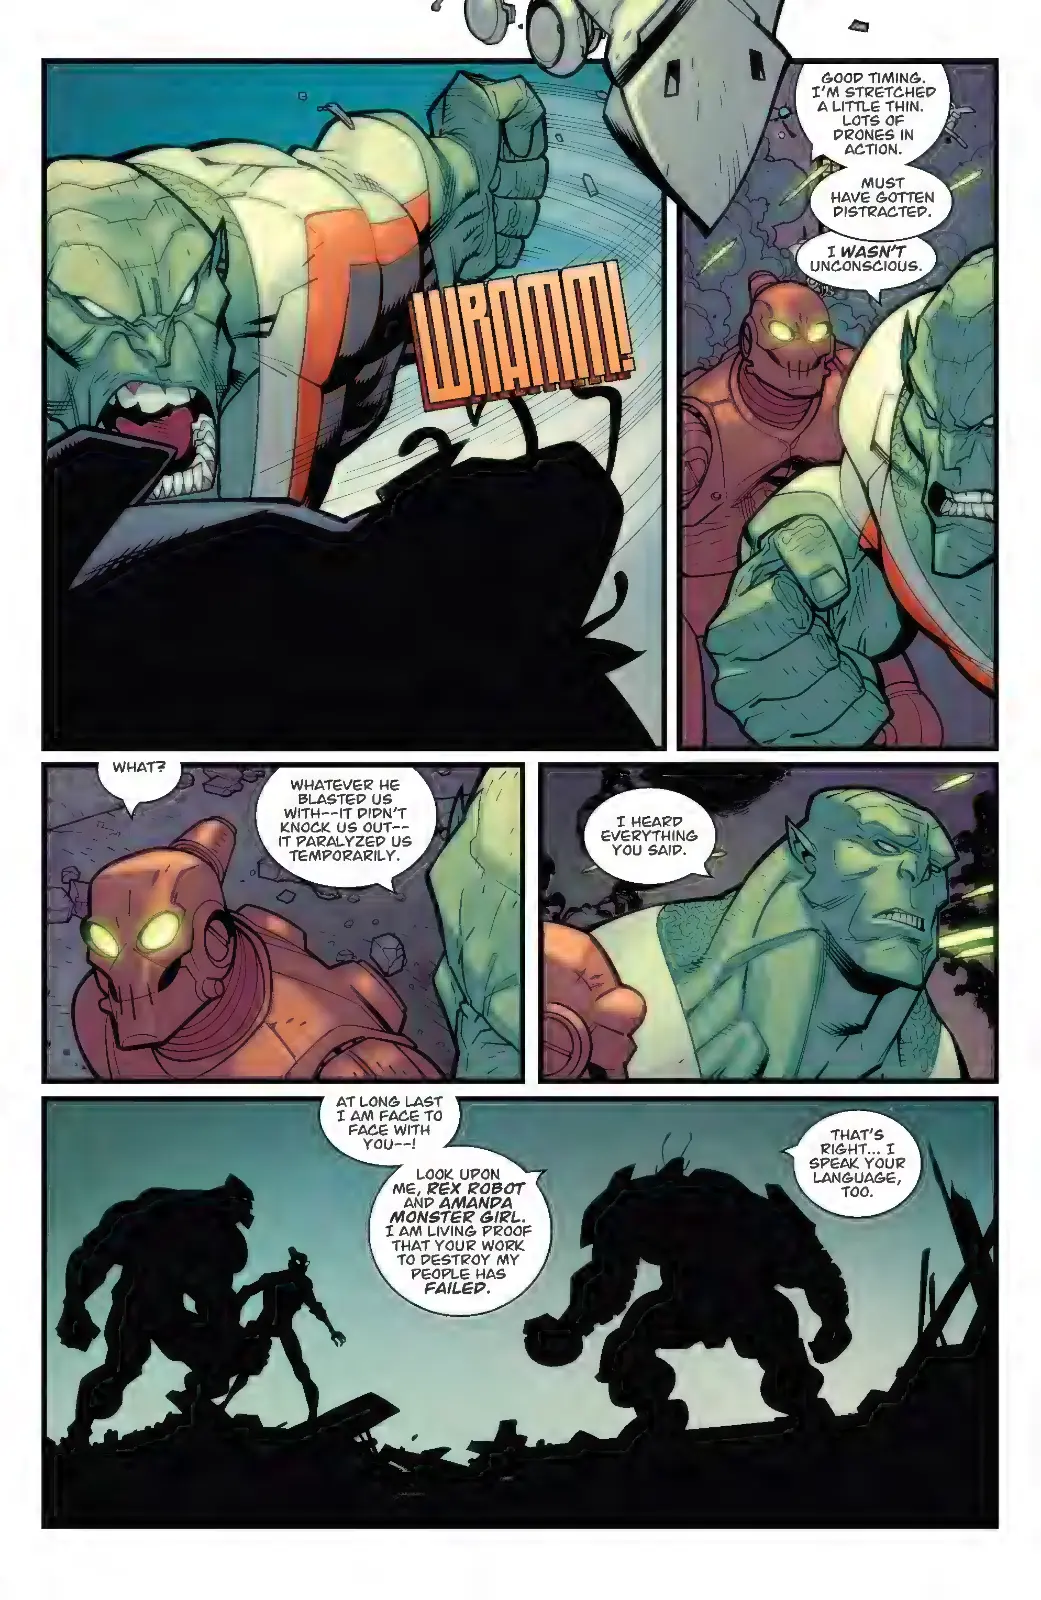 WRAMM!
GOOD TIMING.
I'M STRETCHED
A LITTLE THIN.
LOTS OF
DRONES IN
ACTION.
MUST
HAVE GOTTEN
DISTRACTED.
I WASN'T
UNCONSCIOUS.
WHAT?
WHATEVER HE
BLASTED US
WITH--IT DIDN'T
KNOCK US OUT--
IT PARALYZED US
TEMPORARILY.
I HEARD
EVERYTHING
YOU SAID.
AT LONG LAST
I AM FACE TO
FACE WITH
YOU--!
LOOK UPON
ME, REX ROBOT
AND AMANDA
MONSTER GIRL.
I AM LIVING PROOF
THAT YOUR WORK
TO DESTROY MY
PEOPLE HAS
FAILED.
THAT'S
RIGHT... I
SPEAK YOUR
LANGUAGE,
TOO.